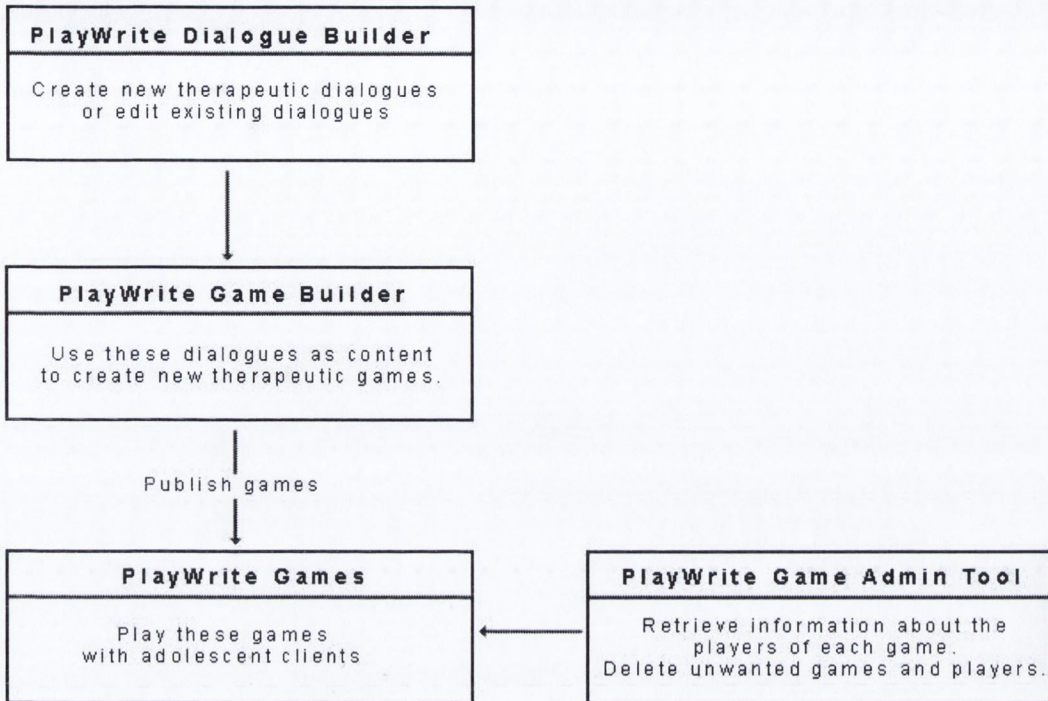 PlayWrite Dialogue Builder
Create new therapeutic dialogues
or edit existing dialogues
PlayWrite Game Builder
Use these dialogues as content
to create new therapeutic games.
Publish games
PlayWrite Games
Play these games
with adolescent clients
PlayWrite Game Admin Tool
Retrieve information about the
players of each game.
Delete unwanted games and players.